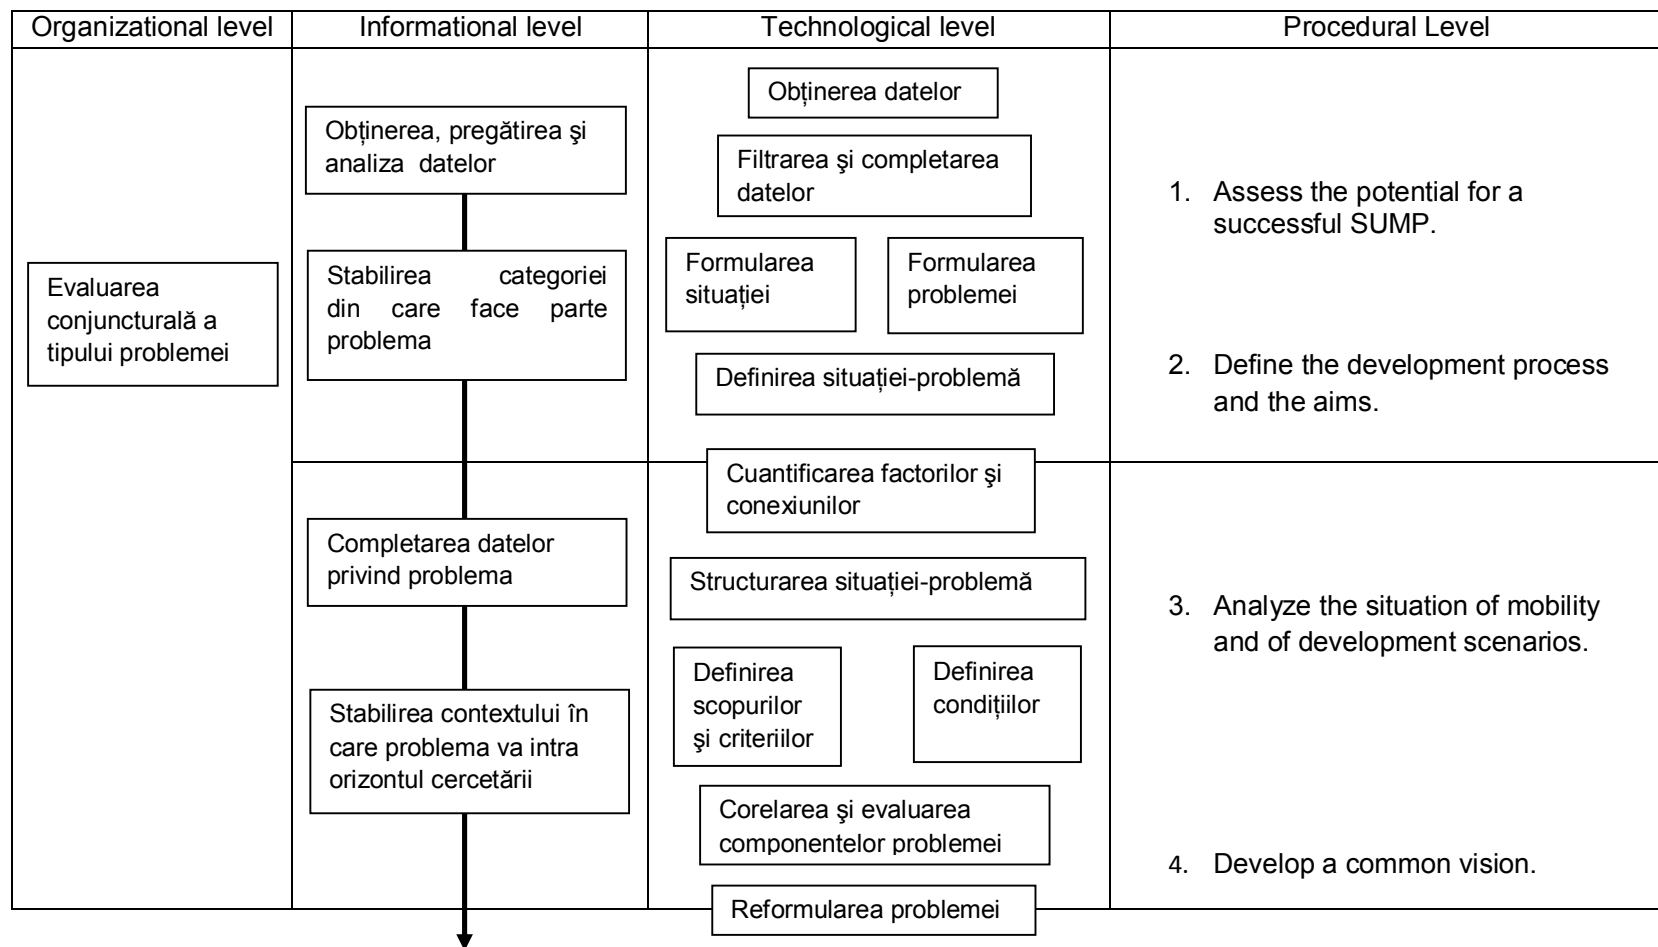 Organizational level
Informational level
Technological level
Procedural Level
Evaluarea
conjuncturală a
tipului problemei
Obținerea, pregătirea şi
analiza datelor
Stabilirea categoriei
din care face parte
problema
Completarea datelor
privind problema
Stabilirea contextului în
care problema va intra
orizontul cercetării
Obținerea datelor
Filtrarea şi completarea
datelor
Formularea
situației
Formularea
problemei
Definirea situației-problemă
Cuantificarea factorilor şi
conexiunilor
Structurarea situației-problemă
Definirea
scopurilor
şi criteriilor
Definirea
condițiilor
Corelarea şi evaluarea
componentelor problemei
Reformularea problemei
1. Assess the potential for a
successful SUMP.
2. Define the development process
and the aims.
3. Analyze the situation of mobility
and of development scenarios.
4. Develop a common vision.